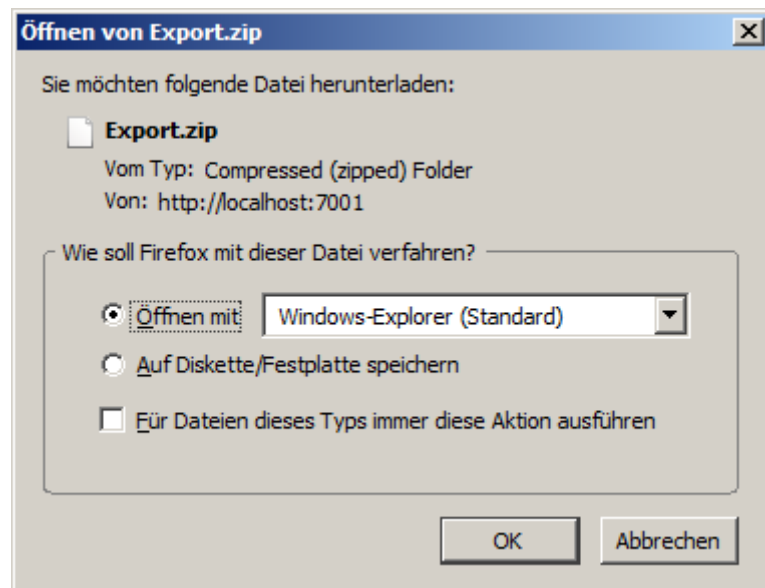 Öffnen von Export.zip
Sie möchten folgende Datei herunterladen:
Export.zip
Vom Typ: Compressed (zipped) Folder
Von: http://localhost:7001
Wie soll Firefox mit dieser Datei verfahren?
Öffnen mit Windows-Explorer (Standard)
Auf Diskette/Festplatte speichern
Für Dateien dieses Typs immer diese Aktion ausführen
OK Abbrechen